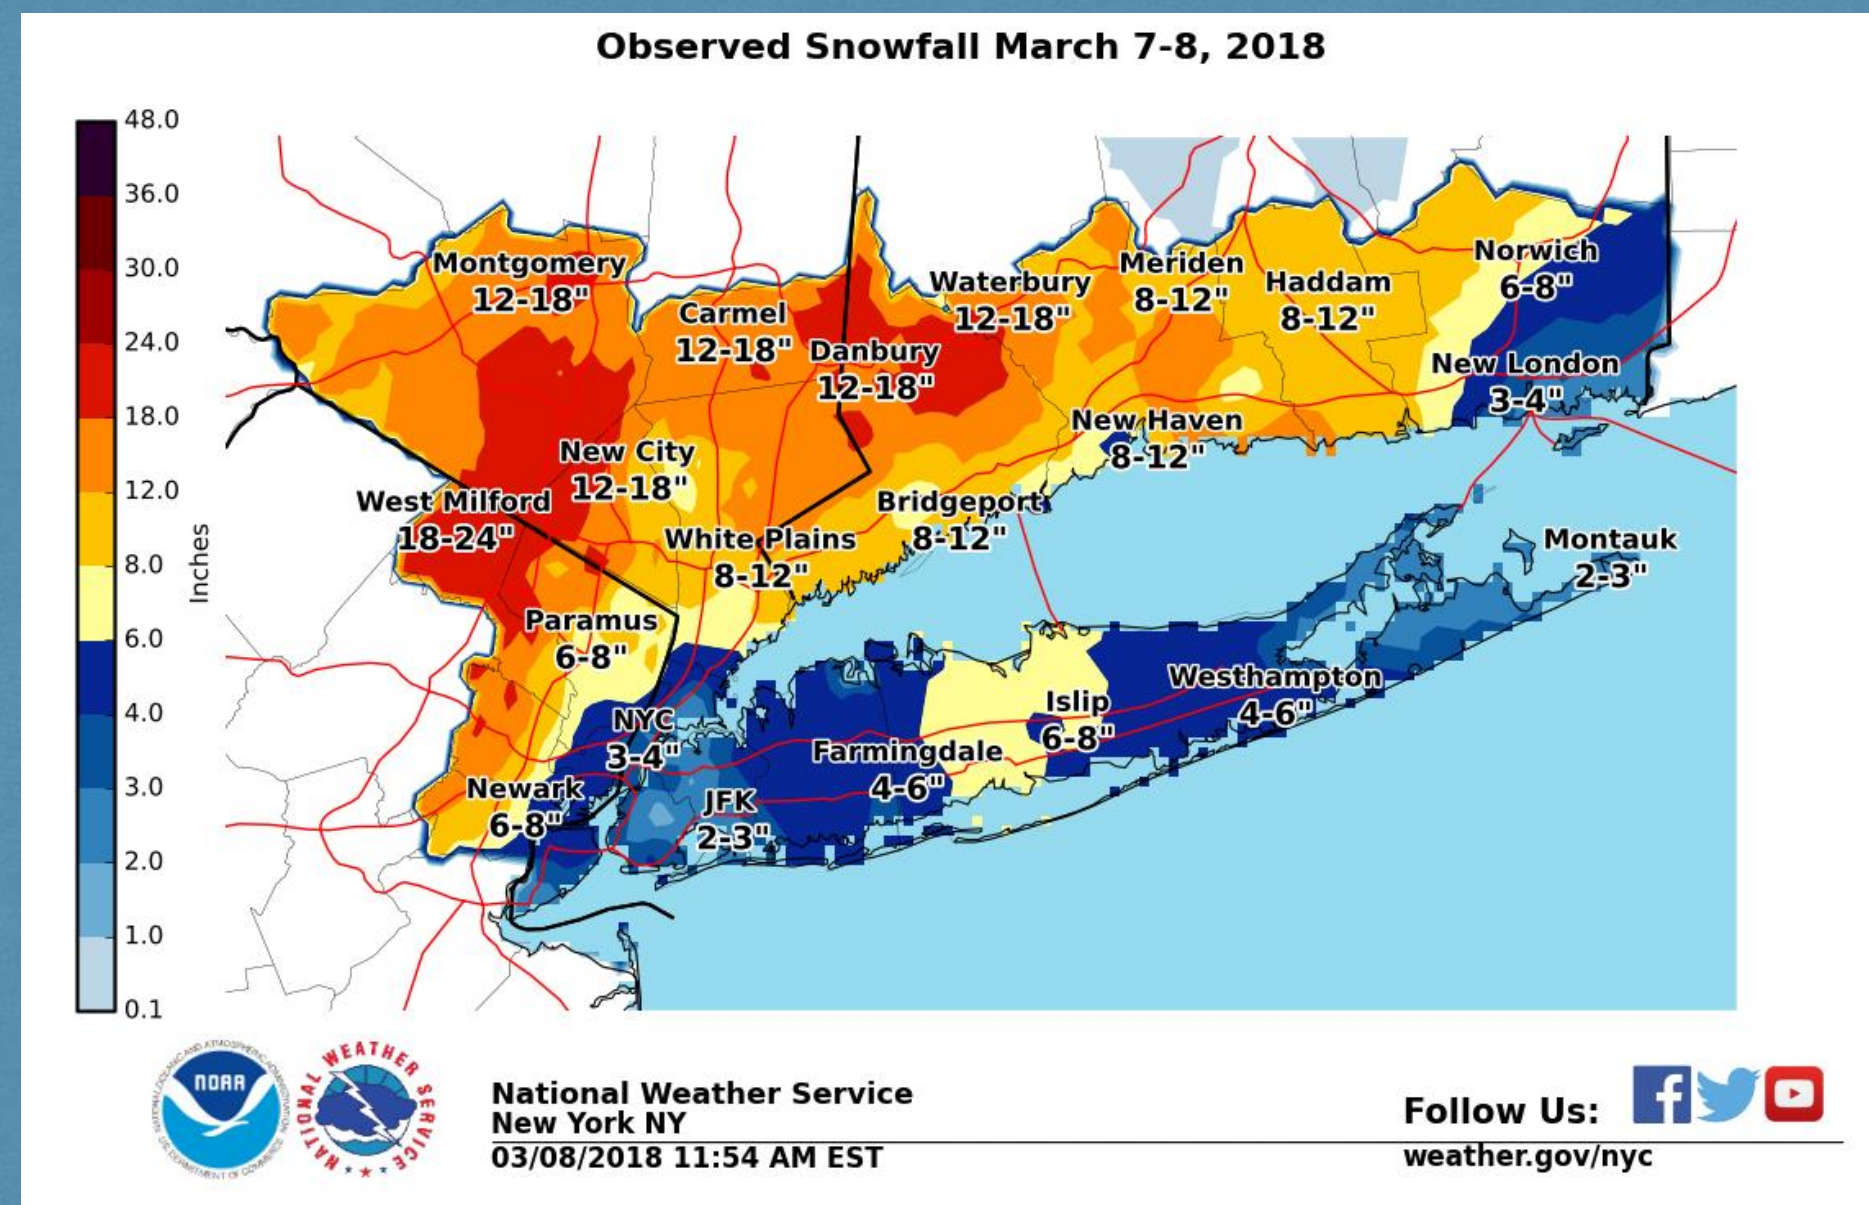 Observed Snowfall March 7-8, 2018
48.0
36.0
30.0
24.0
18.0
12.0
8.0
6.0
4.0
3.0
2.0
1.0
0.1
Inches
Montgomery
12-18"
Carmel
12-18"
Danbury
12-18"
Waterbury
12-18"
Meriden
8-12"
Haddam
8-12"
Norwich
6-8"
New London
3-4"
New Haven
8-12"
New City
12-18"
West Milford
18-24"
White Plains
8-12"
Bridgeport
8-12"
Montauk
2-3"
Paramus
6-8"
Westhampton
4-6"
Islip
6-8"
NYC
3-4"
Farmingdale
4-6"
Newark
6-8"
JFK
2-3"
NOAA
NATIONAL WEATHER SERVICE
National Weather Service
New York NY
03/08/2018 11:54 AM EST
Follow Us:
weather.gov/nyc